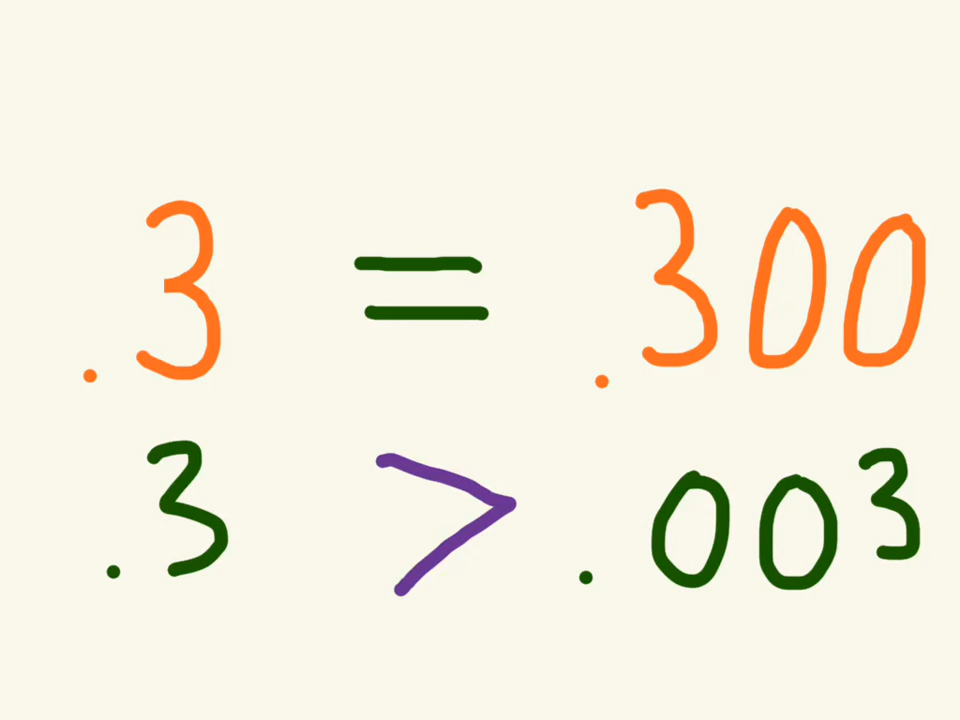 .3 = .300
.3 > .003